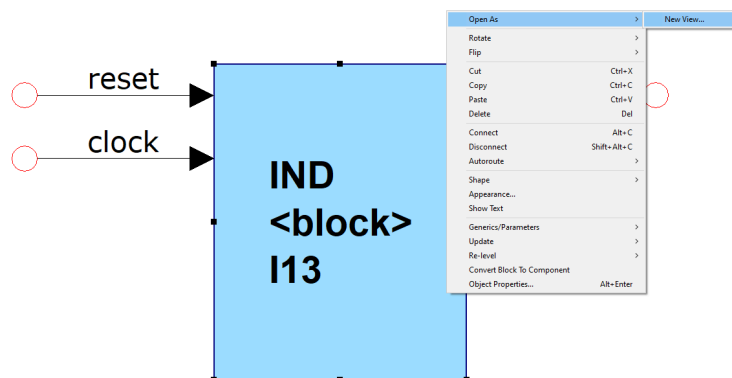 reset
clock
IND
<block>
I13
Open As > New View...
Rotate >
Flip >
Cut Ctrl+X
Copy Ctrl+C
Paste Ctrl+V
Delete Del
Connect Alt+C
Disconnect Shift+Alt+C
Autoroute >
Shape >
Appearance...
Show Text
Generics/Parameters >
Update >
Re-level >
Convert Block To Component
Object Properties... Alt+Enter